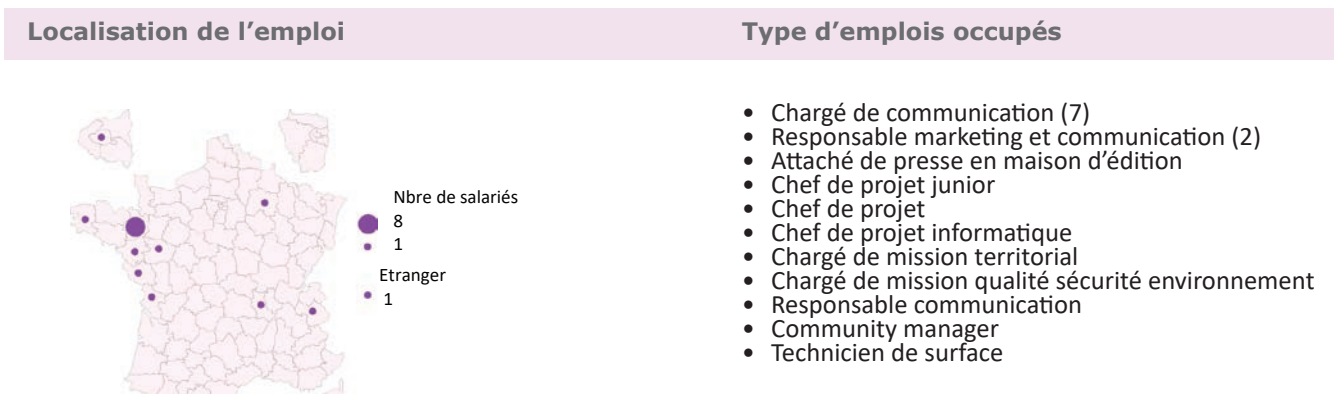 Localisation de l’emploi
Nbre de salariés
8
1
Etranger
1
Type d’emplois occupés
• Chargé de communication (7)
• Responsable marketing et communication (2)
• Attaché de presse en maison d'édition
• Chef de projet junior
• Chef de projet
• Chef de projet informatique
• Chargé de mission territorial
• Chargé de mission qualité sécurité environnement
• Responsable communication
• Community manager
• Technicien de surface